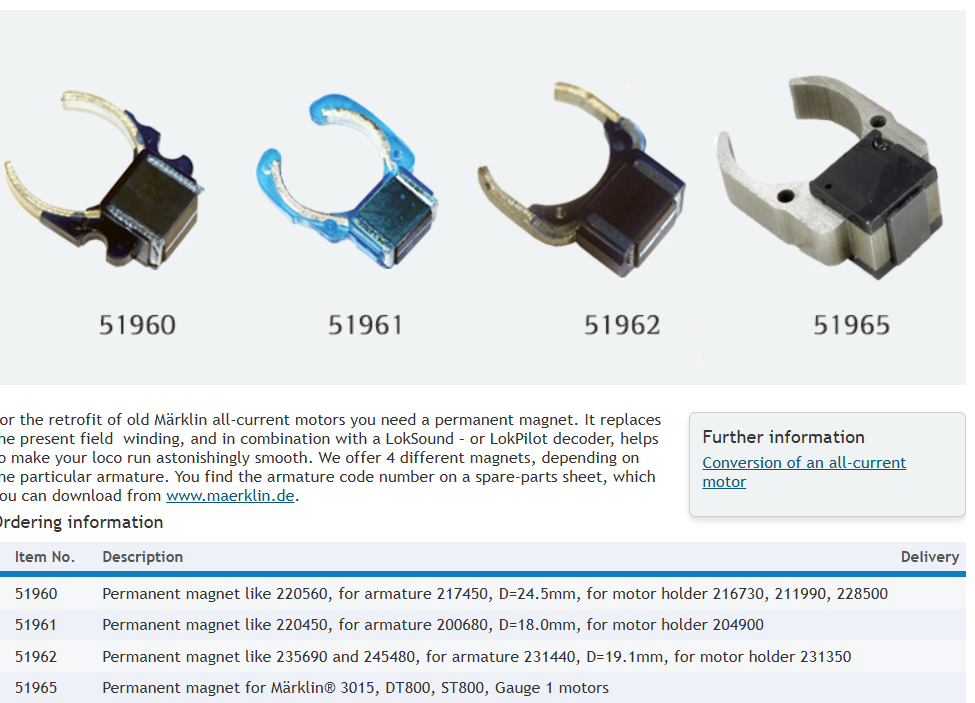 51960
51961
51962
51965
or the retrofit of old Märklin all-current motors you need a permanent magnet. It replaces
he present field winding, and in combination with a LokSound - or LokPilot decoder, helps
o make your loco run astonishingly smooth. We offer 4 different magnets, depending on
he particular armature. You find the armature code number on a spare-parts sheet, which
ou can download from www.maerklin.de.
Further information
Conversion of an all-current
motor
Ordering information
Item No. Description Delivery
51960 Permanent magnet like 220560, for armature 217450, D=24.5mm, for motor holder 216730, 211990, 228500
51961 Permanent magnet like 220450, for armature 200680, D=18.0mm, for motor holder 204900
51962 Permanent magnet like 235690 and 245480, for armature 231440, D=19.1mm, for motor holder 231350
51965 Permanent magnet for Märklin® 3015, DT800, ST800, Gauge 1 motors